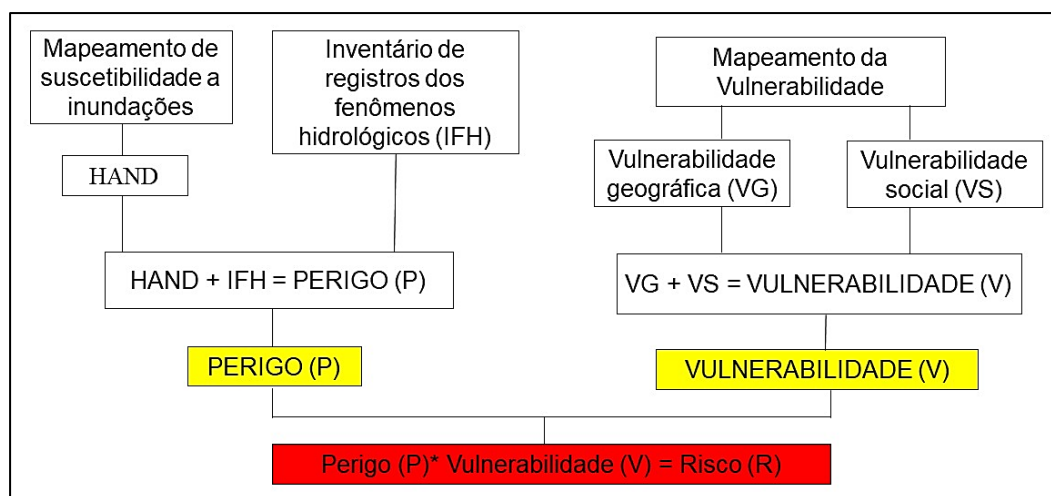 Mapeamento de
suscetibilidade a
inundações
Inventário de
registros dos
fenômenos
hidrológicos (IFH)
Mapeamento da
Vulnerabilidade
HAND
Vulnerabilidade
geográfica (VG)
Vulnerabilidade
social (VS)
HAND + IFH = PERIGO (P)
VG + VS = VULNERABILIDADE (V)
PERIGO (P)
VULNERABILIDADE (V)
Perigo (P)* Vulnerabilidade (V) = Risco (R)